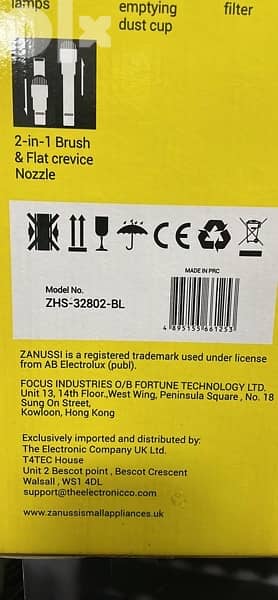 lamps
emptying
dust cup
filter
2-in-1 Brush
& Flat crevice
Nozzle
CE
MADE IN PRC
Model No.
ZHS-32802-BL
4 895155 661253
ZANUSSI is a registered trademark used under license
from AB Electrolux (publ).
FOCUS INDUSTRIES O/B FORTUNE TECHNOLOGY LTD.
Unit 13, 14th Floor.,West Wing, Peninsula Square , No. 18
Sung On Street,
Kowloon, Hong Kong
Exclusively imported and distributed by:
The Electronic Company UK Ltd.
T4TEC House
Unit 2 Bescot point , Bescot Crescent
Walsall , WS1 4DL
support@theelectronicco.com
www.zanussismallappliances.uk